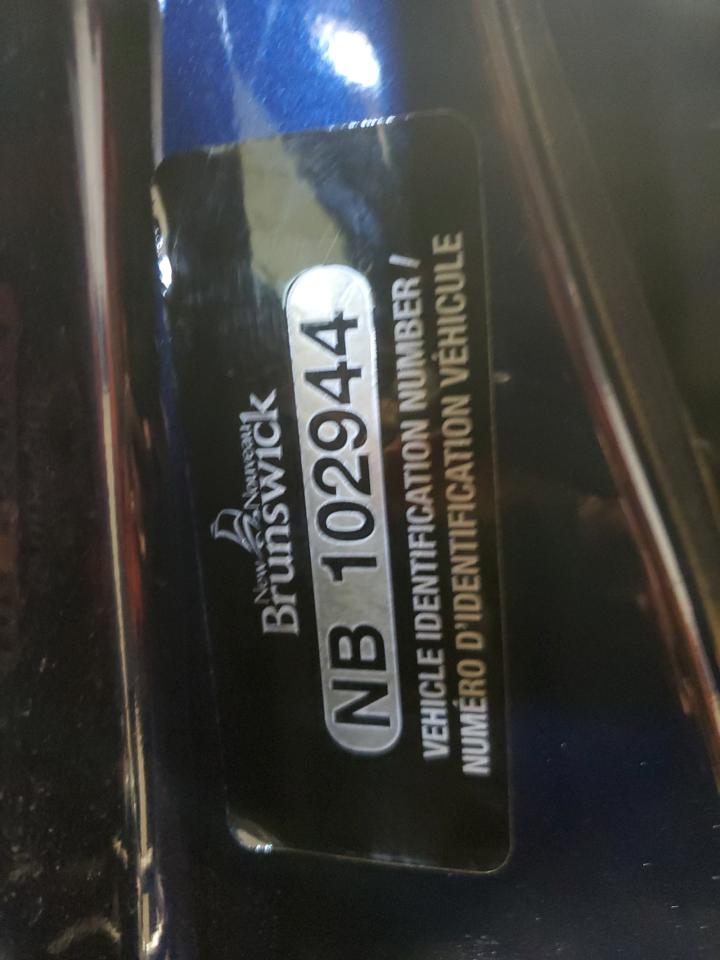 New Nouveau
Brunswick
NB 102944
VEHICLE IDENTIFICATION NUMBER /
NUMÉRO D'IDENTIFICATION VÉHICULE